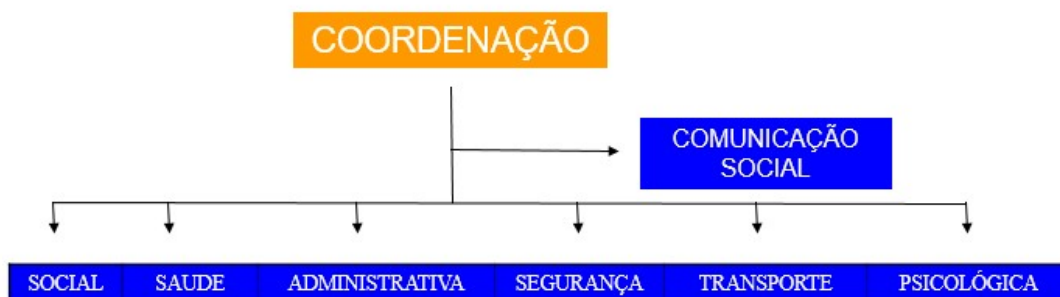 COORDENAÇÃO
COMUNICAÇÃO
SOCIAL
SOCIAL SAUDE ADMINISTRATIVA SEGURANÇA TRANSPORTE PSICOLÓGICA